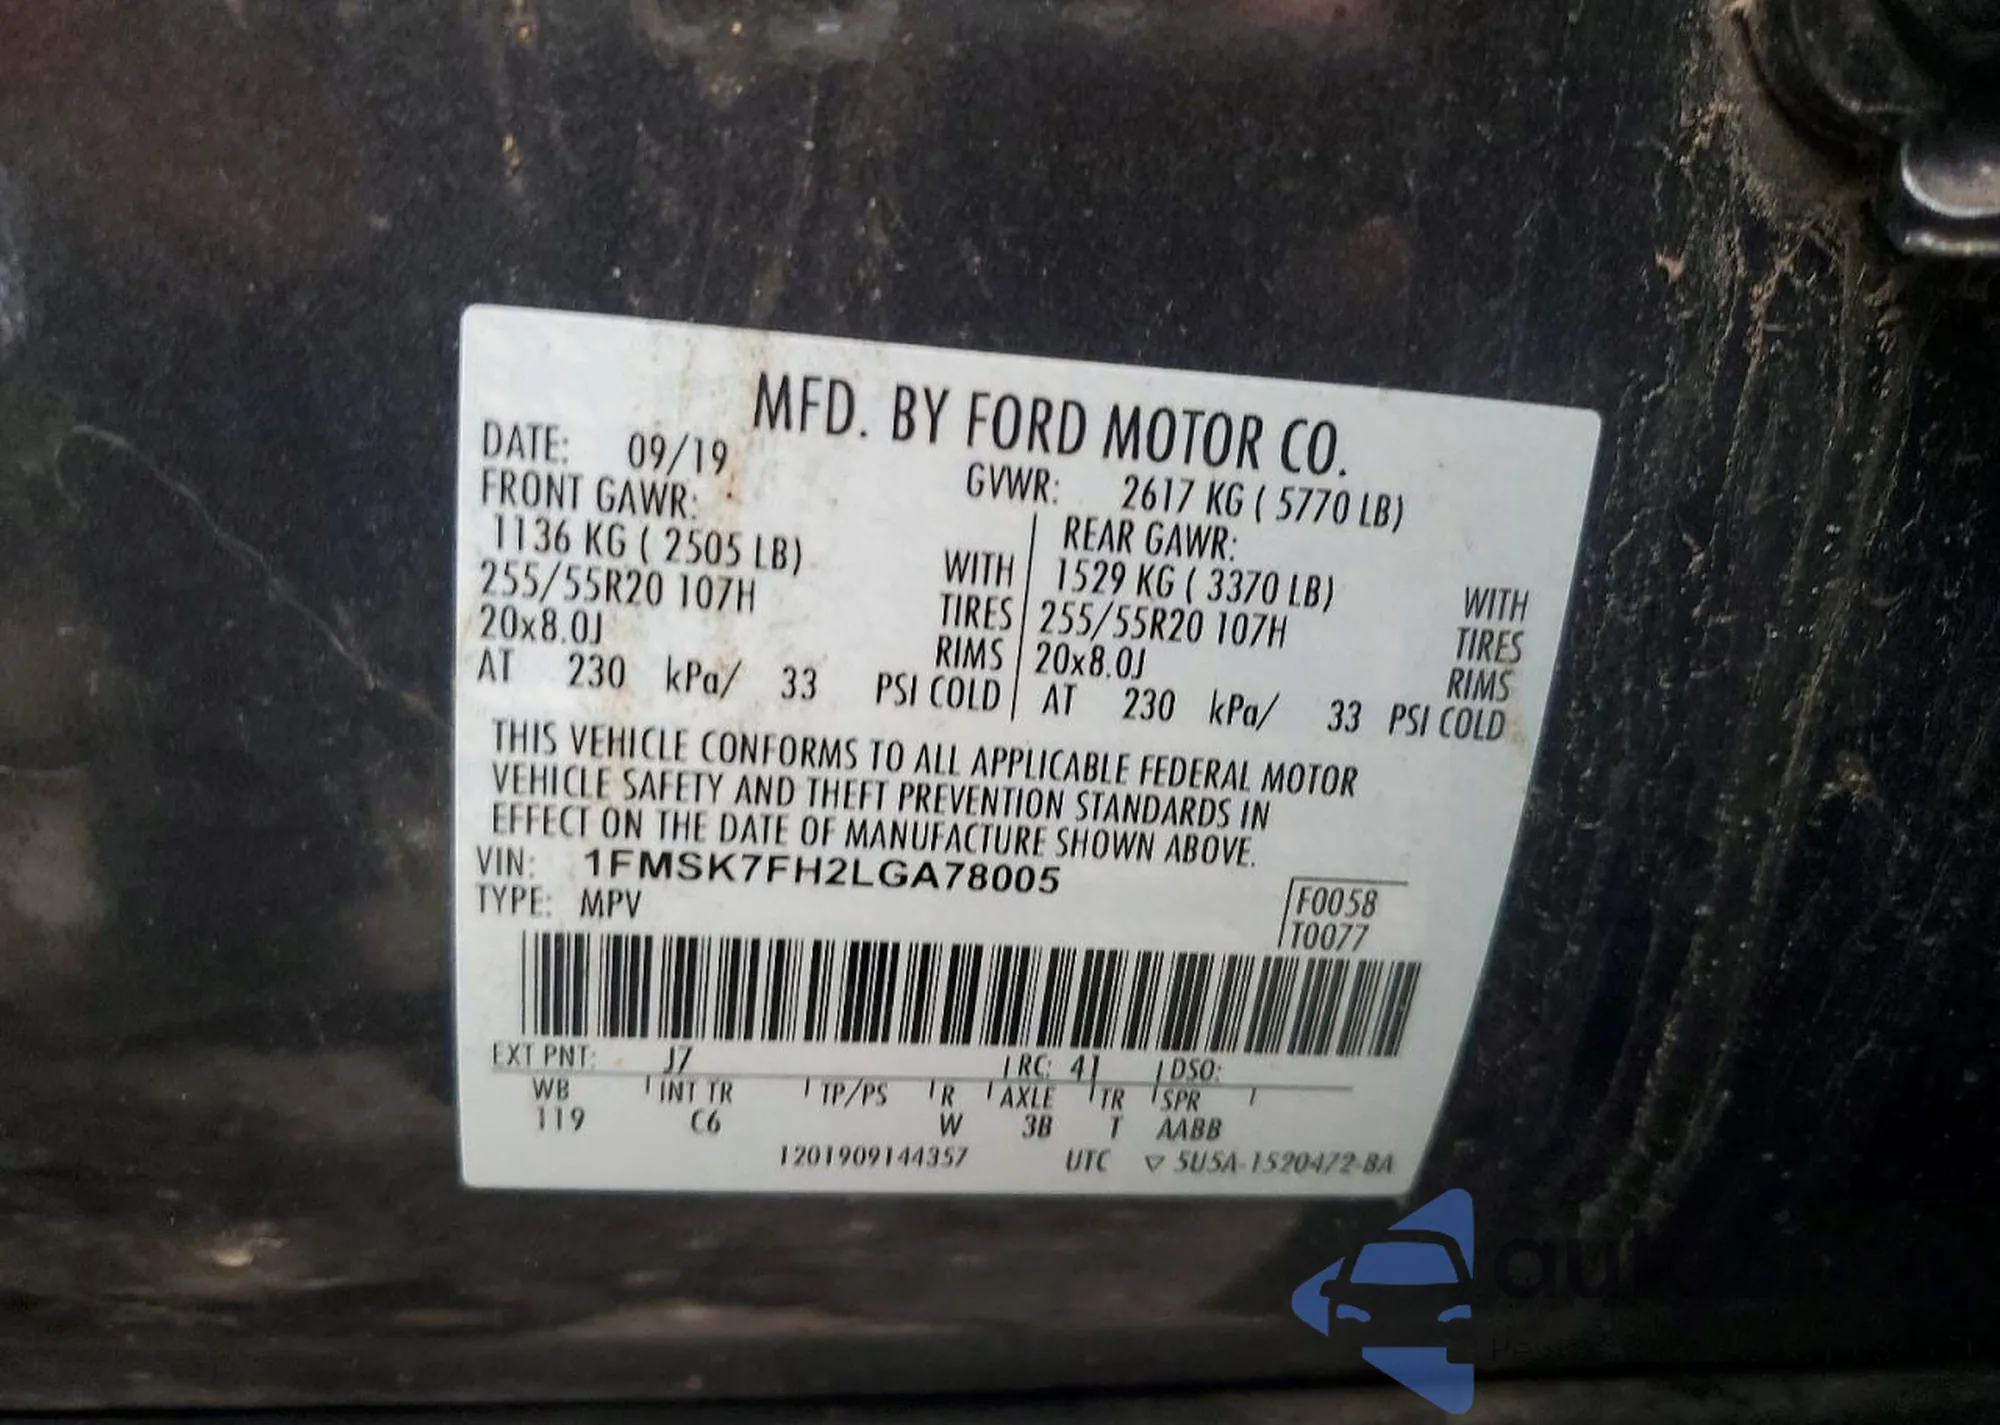 MFD. BY FORD MOTOR CO.
DATE: 09/19 GVWR: 2617 KG ( 5770 LB)
FRONT GAWR: REAR GAWR:
1136 KG ( 2505 LB) WITH 1529 KG ( 3370 LB) WITH
255/55R20 107H TIRES 255/55R20 107H TIRES
20x8.0J RIMS 20x8.0J RIMS
AT 230 kPa/ 33 PSI COLD AT 230 kPa/ 33 PSI COLD
THIS VEHICLE CONFORMS TO ALL APPLICABLE FEDERAL MOTOR
VEHICLE SAFETY AND THEFT PREVENTION STANDARDS IN
EFFECT ON THE DATE OF MANUFACTURE SHOWN ABOVE.
VIN: 1FMSK7FH2LGA78005
TYPE: MPV
F0058
T0077
EXT PNT: J7 RC: 41 DSO:
WB INT TR TP/PS R AXLE TR SPR
119 C6 W 3B T AABB
1201909144357 UTC ▽ 5U5A-1520472-BA